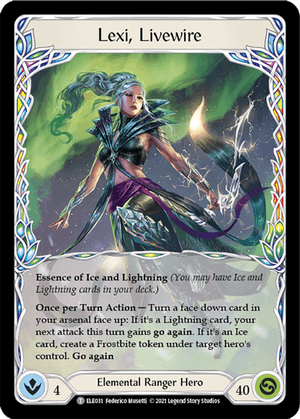 Lexi, Livewire
Essence of Ice and Lightning (You may have Ice and
Lightning cards in your deck.)
Once per Turn Action — Turn a face down card in
your arsenal face up: If it's a Lightning card, your
next attack this turn gains go again. If it's an Ice
card, create a Frostbite token under target hero's
control. Go again
4
Elemental Ranger Hero
40
ELE031 Federico Musetti © 2021 Legend Story Studios